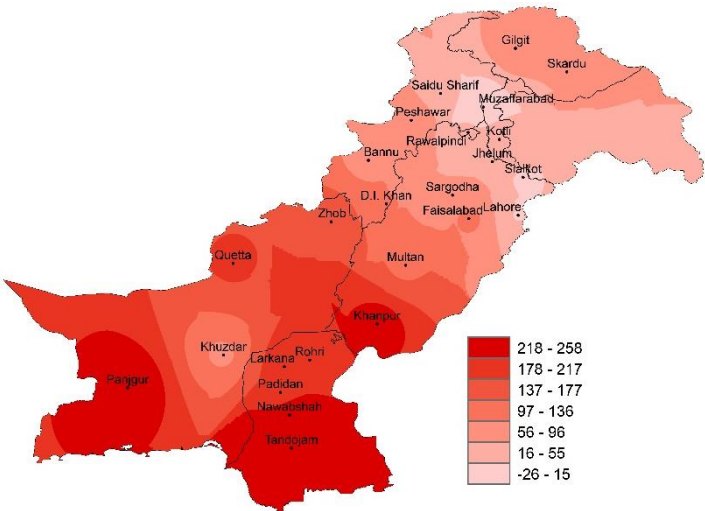 Gilgit
Skardu
Saidu Sharif
Muzaffarabad
Peshawar
Rawalpindi
Kotli
Jhelum
Bannu
Sialkot
Sargodha
D.I. Khan
Faisalabad
Lahore
Zhob
Quetta
Multan
Khanpur
Khuzdar
Larkana
Rohri
Panjgur
Padidan
Nawabshah
Tandojam
218 - 258
178 - 217
137 - 177
97 - 136
56 - 96
16 - 55
-26 - 15